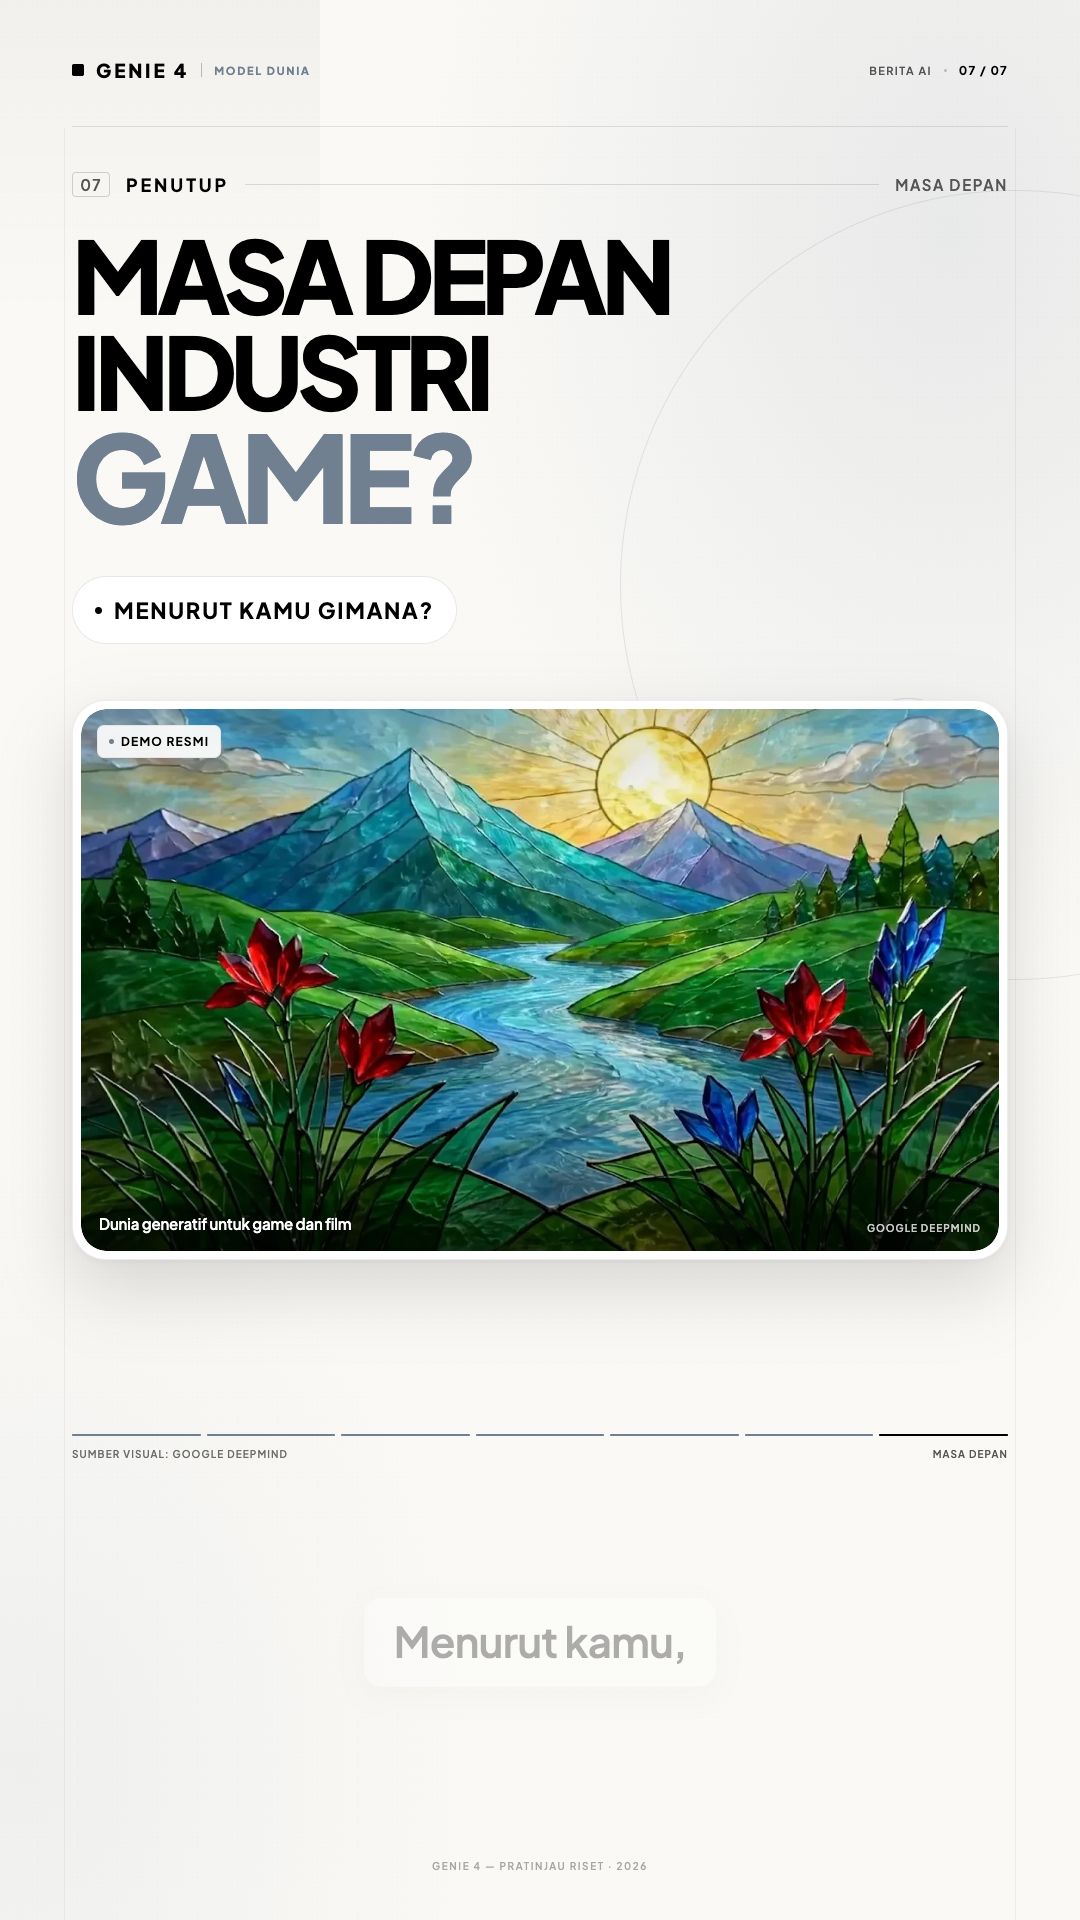 GENIE 4 | MODEL DUNIA
BERITA AI · 07 / 07
07 PENUTUP
MASA DEPAN
MASA DEPAN
INDUSTRI
GAME?
• MENURUT KAMU GIMANA?
• DEMO RESMI
Dunia generatif untuk game dan film
GOOGLE DEEPMIND
SUMBER VISUAL: GOOGLE DEEPMIND
MASA DEPAN
Menurut kamu,
GENIE 4 — PRATINJAU RISET · 2026